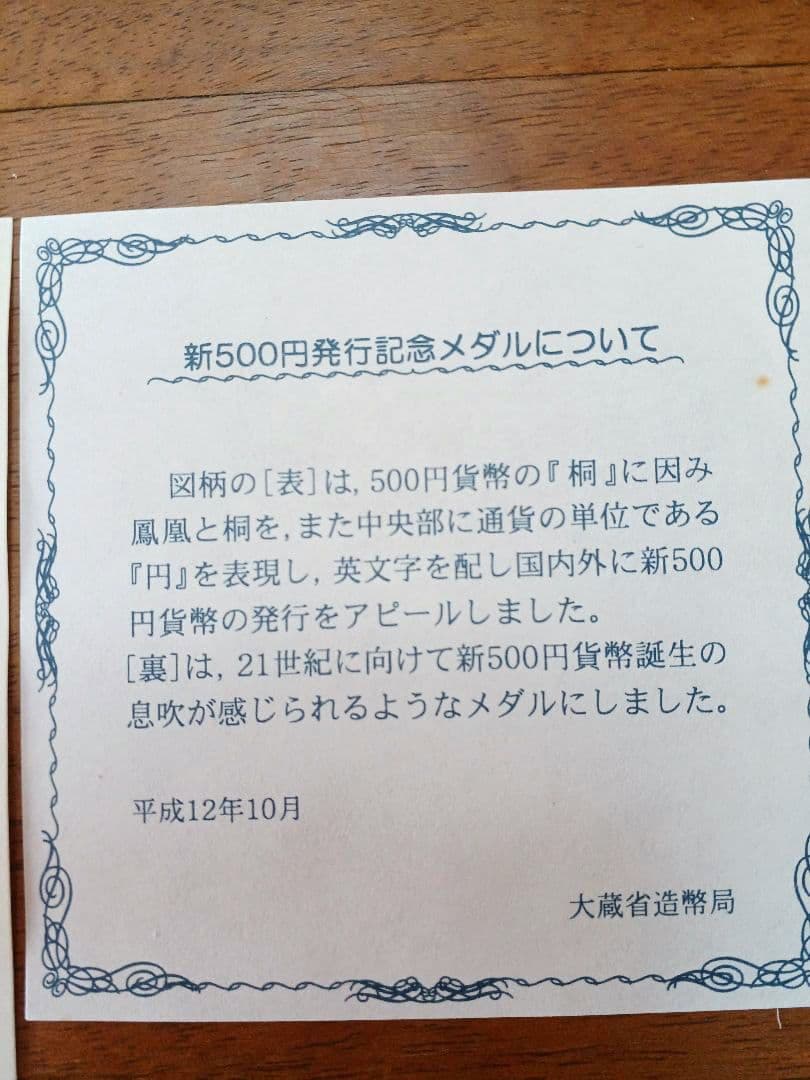 新500円発行記念メダルについて
図柄の[表]は,500円貨幣の『桐』に因み
鳳凰と桐を,また中央部に通貨の単位である
『円』を表現し,英文字を配し国内外に新500
円貨幣の発行をアピールしました。
[裏]は,21世紀に向けて新500円貨幣誕生の
息吹が感じられるようなメダルにしました。
平成12年10月
大蔵省造幣局